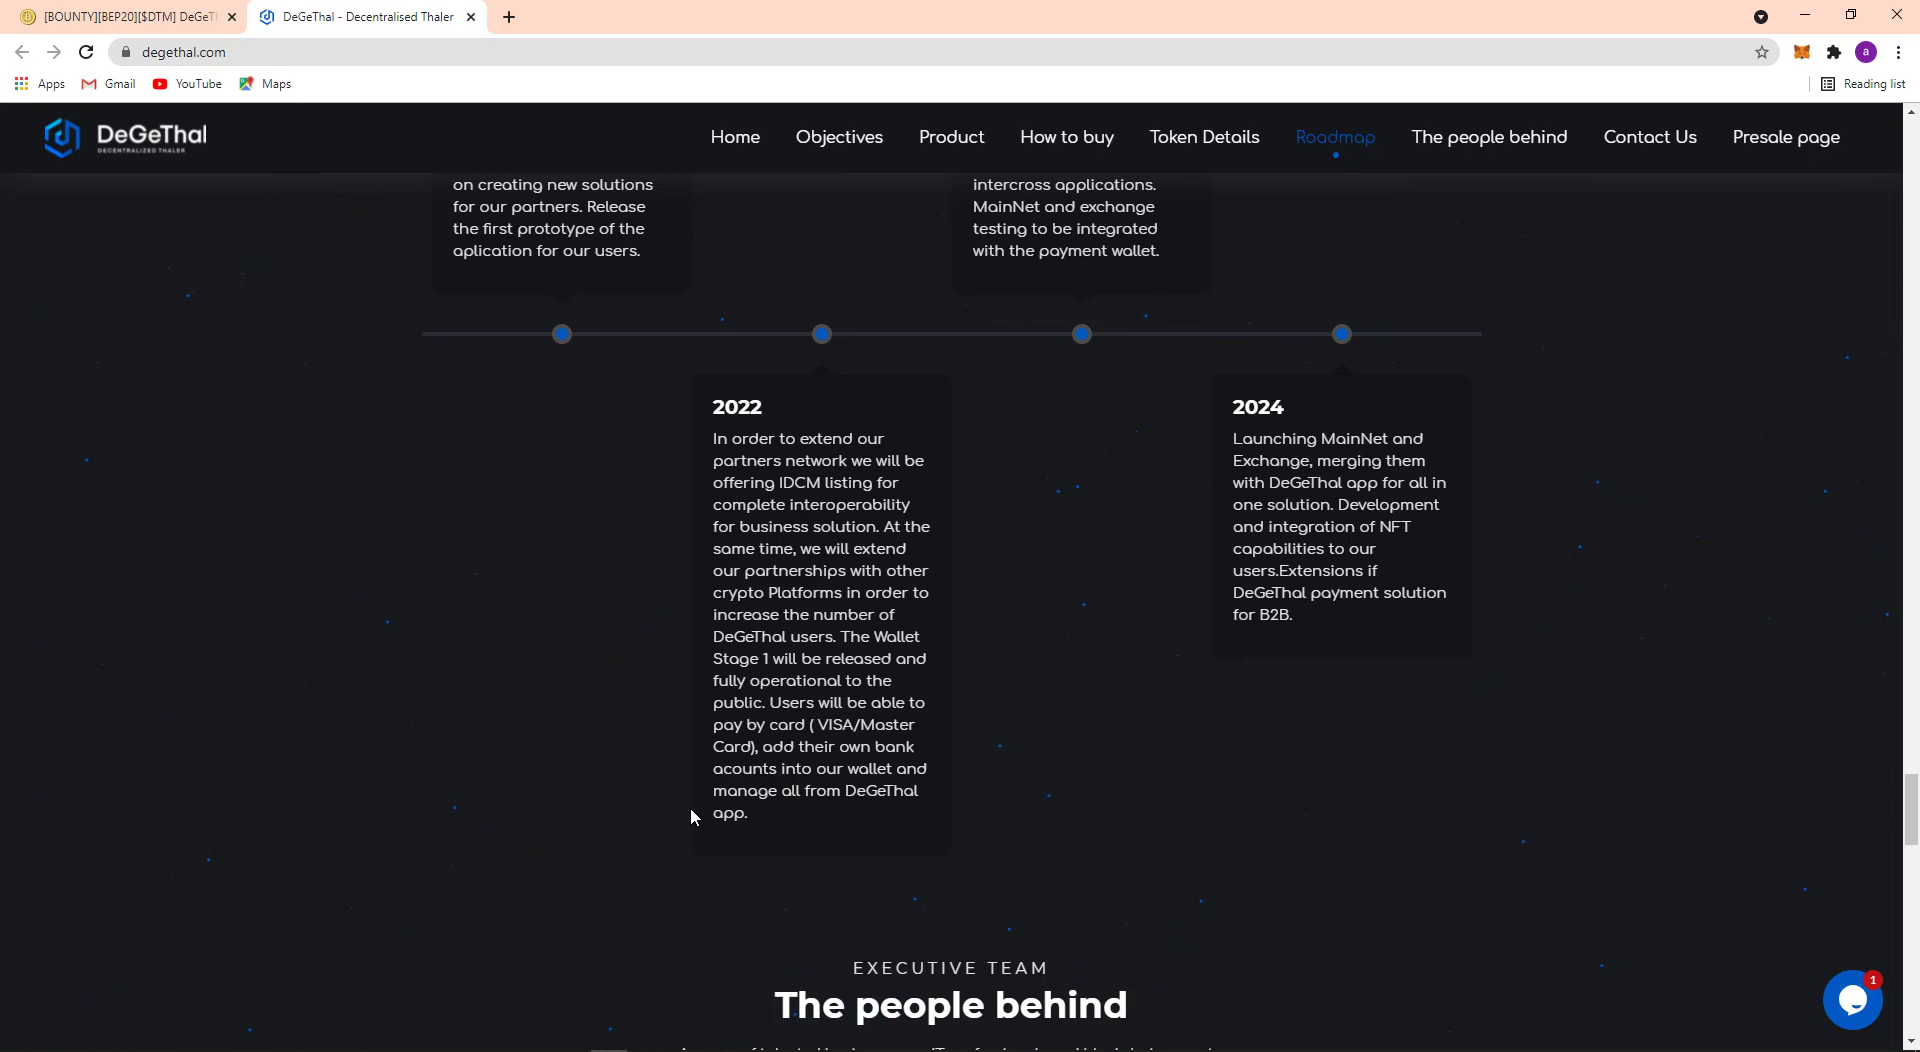 [BOUNTY][BEP20][$DTM] DeGeTh
DeGeThal - Decentralised Thaler
degethal.com
a
Apps
Gmail
YouTube
Maps
Reading list
DeGeThal
DECENTRALIZED THALER
Home
Objectives
Product
How to buy
Token Details
Roadmap
The people behind
Contact Us
Presale page
on creating new solutions
for our partners. Release
the first prototype of the
aplication for our users.
intercross applications.
MainNet and exchange
testing to be integrated
with the payment wallet.
2022
In order to extend our
partners network we will be
offering IDCM listing for
complete interoperability
for business solution. At the
same time, we will extend
our partnerships with other
crypto Platforms in order to
increase the number of
DeGeThal users. The Wallet
Stage 1 will be released and
fully operational to the
public. Users will be able to
pay by card ( VISA/Master
Card), add their own bank
acounts into our wallet and
manage all from DeGeThal
app.
2024
Launching MainNet and
Exchange, merging them
with DeGeThal app for all in
one solution. Development
and integration of NFT
capabilities to our
users.Extensions if
DeGeThal payment solution
for B2B.
EXECUTIVE TEAM
The people behind
1